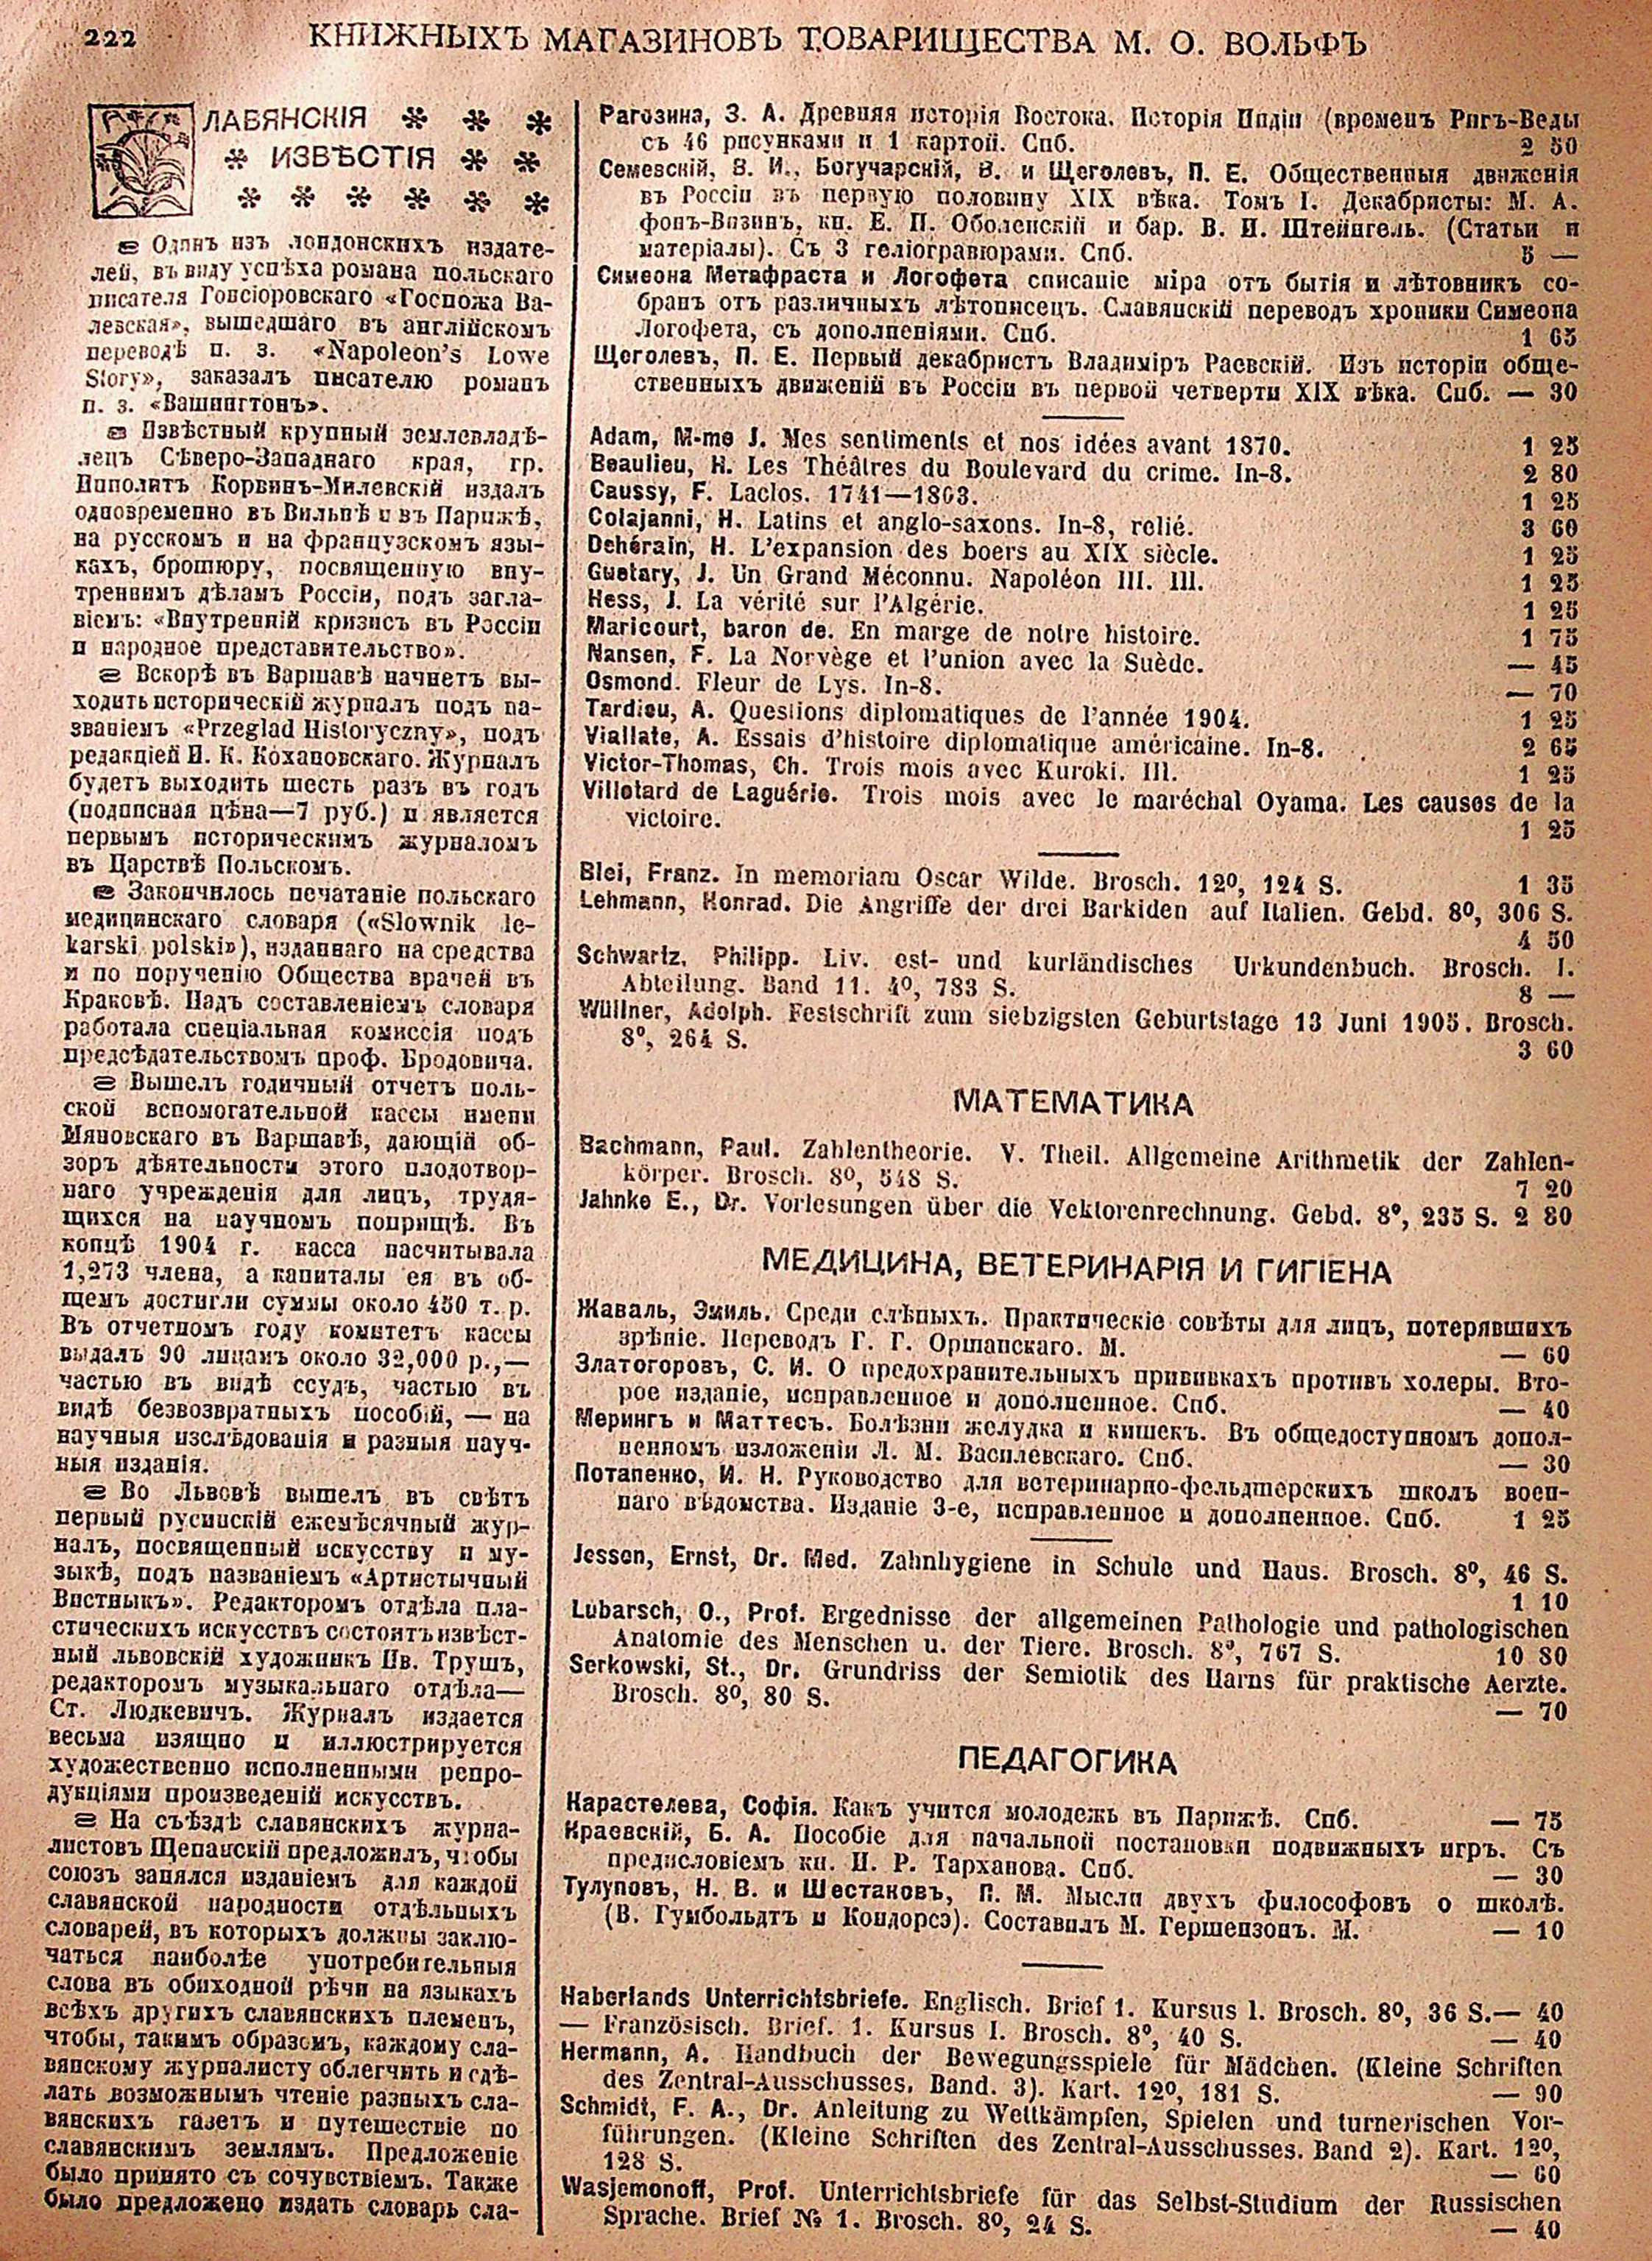 222
КНИЖНЫХЪ МАГАЗИНОВЪ ТОВАРИЩЕСТВА М. О. ВОЛЬФЪ
СЛАВЯНСКІЯ
ИЗВѢСТІЯ
Одинъ изъ лондонскихъ издате-
лей, въ виду успѣха романа польскаго
писателя Гонсіоровскаго «Госпожа Ва-
левская», вышедшаго въ англійскомъ
переводѣ п. з. «Napoleon's Lowe
Story», заказалъ писателю романъ
п. з. «Вашингтонъ».
Извѣстный крупный землевладѣ-
лецъ Сѣверо-Западнаго края, гр.
Ипполитъ Корвинъ-Милевскій издалъ
одновременно въ Вильнѣ и въ Парижѣ,
на русскомъ и на французскомъ язы-
кахъ, брошюру, посвященную вну-
треннимъ дѣламъ Россіи, подъ загла-
віемъ: «Внутренній кризисъ въ Россіи
и народное представительство».
Вскорѣ въ Варшавѣ начнетъ вы-
ходить историческій журналъ подъ на-
званіемъ «Przeglad Historyczny», подъ
редакціей И. К. Кохановскаго. Журналъ
будетъ выходить шесть разъ въ годъ
(подписная цѣна—7 руб.) и является
первымъ историческимъ журналомъ
въ Царствѣ Польскомъ.
Закончилось печатаніе польскаго
медицинскаго словаря («Slownik le-
karski polski»), изданнаго на средства
и по порученію Общества врачей въ
Краковѣ. Надъ составленіемъ словаря
работала спеціальная комиссія подъ
предсѣдательствомъ проф. Бродовича.
Вышелъ годичный отчетъ поль-
ской вспомогательной кассы имени
Мяновскаго въ Варшавѣ, дающій об-
зоръ дѣятельности этого плодотвор-
наго учрежденія для лицъ, трудя-
щихся на научномъ поприщѣ. Въ
концѣ 1904 г. касса насчитывала
1,273 члена, а капиталы ея въ об-
щемъ достигли суммы около 450 т. р.
Въ отчетномъ году комитетъ кассы
выдалъ 90 лицамъ около 32,000 р.,—
частью въ видѣ ссудъ, частью въ
видѣ безвозвратныхъ пособій, — на
научныя изслѣдованія и разныя науч-
ныя изданія.
Во Львовѣ вышелъ въ свѣтъ
первый русинскій ежемѣсячный жур-
налъ, посвященный искусству и му-
зыкѣ, подъ названіемъ «Артистычный
Вистныкъ». Редакторомъ отдѣла пла-
стическихъ искусствъ состоитъ извѣст-
ный львовскій художникъ Ив. Трушъ,
редакторомъ музыкальнаго отдѣла—
Ст. Людкевичъ. Журналъ издается
весьма изящно и иллюстрируется
художественно исполненными репро-
дукціями произведеній искусствъ.
На съѣздѣ славянскихъ журна-
листовъ Щепанскій предложилъ, чтобы
союзъ занялся изданіемъ для каждой
славянской народности отдѣльныхъ
словарей, въ которыхъ должны заклю-
чаться наиболѣе употребительныя
слова въ обиходной рѣчи на языкахъ
всѣхъ другихъ славянскихъ племенъ,
чтобы, такимъ образомъ, каждому сла-
вянскому журналисту облегчить и сдѣ-
лать возможнымъ чтеніе разныхъ сла-
вянскихъ газетъ и путешествіе по
славянскимъ землямъ. Предложеніе
было принято съ сочувствіемъ. Также
было предложено издать словарь сла-
Рагозина, З. А. Древняя исторія Востока. Исторія Индіи (временъ Ригъ-Веды
съ 46 рисунками и 1 картой. Спб. 2 50
Семевскій, В. И., Богучарскій, В. и Щеголевъ, П. Е. Общественныя движенія
въ Россіи въ первую половину XIX вѣка. Томъ I. Декабристы: М. А.
фонъ-Визинъ, кн. Е. П. Оболенскій и бар. В. И. Штейнгель. (Статьи и
матеріалы). Съ 3 геліогравюрами. Спб. 5 —
Симеона Метафраста и Логофета списаніе міра отъ бытія и лѣтовникъ со-
бранъ отъ различныхъ лѣтописецъ. Славянскій переводъ хроники Симеона
Логофета, съ дополненіями. Спб. 1 65
Щеголевъ, П. Е. Первый декабристъ Владиміръ Раевскій. Изъ исторіи обще-
ственныхъ движеній въ Россіи въ первой четверти XIX вѣка. Спб. — 30
Adam, M-me J. Mes sentiments et nos idées avant 1870. 1 25
Beaulieu, H. Les Théâtres du Boulevard du crime. In-8. 2 80
Caussy, F. Laclos. 1741—1803. 1 25
Colajanni, H. Latins et anglo-saxons. In-8, relié. 3 60
Dehérain, H. L'expansion des boers au XIX siècle. 1 25
Guetary, J. Un Grand Méconnu. Napoléon III. Ill. 1 25
Hess, J. La vérité sur l'Algérie. 1 25
Maricourt, baron de. En marge de notre histoire. 1 75
Nansen, F. La Norvège et l'union avec la Suède. — 45
Osmond. Fleur de Lys. In-8. — 70
Tardieu, A. Questions diplomatiques de l'année 1904. 1 25
Viallate, A. Essais d'histoire diplomatique américaine. In-8. 2 65
Victor-Thomas, Ch. Trois mois avec Kuroki. Ill. 1 25
Villetard de Laguérie. Trois mois avec le maréchal Oyama. Les causes de la
victoire. 1 25
Blei, Franz. In memoriam Oscar Wilde. Brosch. 12⁰, 124 S. 1 35
Lehmann, Konrad. Die Angriffe der drei Barkiden auf Italien. Gebd. 8⁰, 306 S.
4 50
Schwartz, Philipp. Liv. est- und kurländisches Urkundenbuch. Brosch. I.
Abteilung. Band 11. 4⁰, 783 S. 8 —
Wüllner, Adolph. Festschrift zum siebzigsten Geburtstage 13 Juni 1905. Brosch.
8⁰, 264 S. 3 60
МАТЕМАТИКА
Bachmann, Paul. Zahlentheorie. V. Theil. Allgemeine Arithmetik der Zahlen-
körper. Brosch. 8⁰, 548 S. 7 20
Jahnke E., Dr. Vorlesungen über die Vektorenrechnung. Gebd. 8⁰, 235 S. 2 80
МЕДИЦИНА, ВЕТЕРИНАРІЯ И ГИГІЕНА
Жаваль, Эмиль. Среди слѣпыхъ. Практическіе совѣты для лицъ, потерявшихъ
зрѣніе. Переводъ Г. Г. Оршанскаго. М. — 60
Златогоровъ, С. И. О предохранительныхъ прививкахъ противъ холеры. Вто-
рое изданіе, исправленное и дополненное. Спб. — 40
Мерингъ и Маттесъ. Болѣзни желудка и кишекъ. Въ общедоступномъ допол-
ненномъ изложеніи Л. М. Василевскаго. Спб. — 30
Потапенко, И. Н. Руководство для ветеринарно-фельдшерскихъ школъ воен-
наго вѣдомства. Изданіе 3-е, исправленное и дополненное. Спб. 1 25
Jessen, Ernst, Dr. Med. Zahnhygiene in Schule und Haus. Brosch. 8⁰, 46 S.
1 10
Lubarsch, O., Prof. Ergednisse der allgemeinen Pathologie und pathologischen
Anatomie des Menschen u. der Tiere. Brosch. 8⁰, 767 S. 10 80
Serkowski, St., Dr. Grundriss der Semiotik des Harns für praktische Aerzte.
Brosch. 8⁰, 80 S. — 70
ПЕДАГОГИКА
Карастелева, Софія. Какъ учится молодежь въ Парижѣ. Спб. — 75
Краевскій, Б. А. Пособіе для начальной постановки подвижныхъ игръ. Съ
предисловіемъ кн. И. Р. Тарханова. Спб. — 30
Тулуповъ, Н. В. и Шестаковъ, П. М. Мысли двухъ философовъ о школѣ.
(В. Гумбольдтъ и Кондорсэ). Составилъ М. Гершензонъ. М. — 10
Haberlands Unterrichtsbriefe. Englisch. Brief 1. Kursus 1. Brosch. 8⁰, 36 S.— 40
— Französisch. Brief. 1. Kursus I. Brosch. 8⁰, 40 S. — 40
Hermann, A. Handbuch der Bewegungsspiele für Mädchen. (Kleine Schriften
des Zentral-Ausschusses. Band. 3). Kart. 12⁰, 181 S. — 90
Schmidt, F. A., Dr. Anleitung zu Wettkämpfen, Spielen und turnerischen Vor-
führungen. (Kleine Schriften des Zentral-Ausschusses. Band 2). Kart. 12⁰,
128 S. — 60
Wasjemonoff, Prof. Unterrichtsbriefe für das Selbst-Studium der Russischen
Sprache. Brief № 1. Brosch. 8⁰, 24 S. — 40